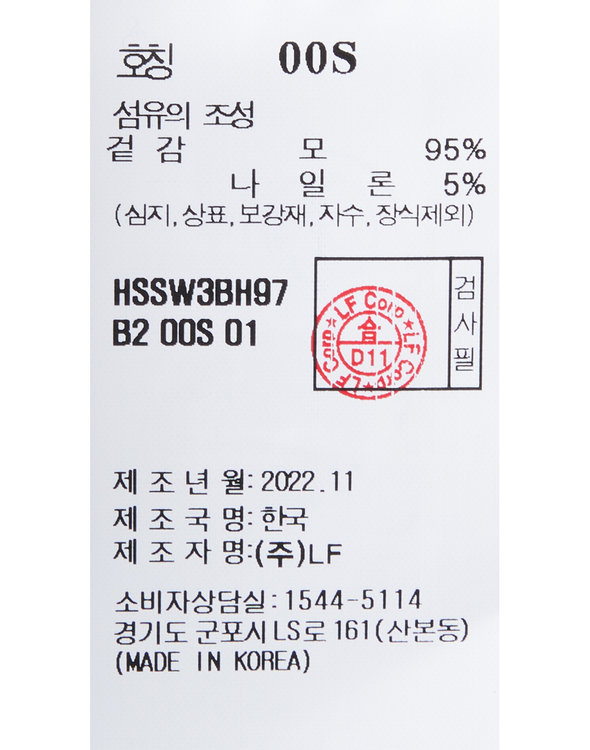 호칭 00S
섬유의 조성
겉 감 모 95%
나 일 론 5%
(심지,상표,보강재,자수,장식제외)
HSSW3BH97
B2 00S 01
LF Corp ★ LF Corp ★ LF Corp ★
合
D11
검사필
제 조 년 월: 2022.11
제 조 국 명: 한국
제 조 자 명:(주)LF
소비자상담실:1544-5114
경기도 군포시 LS로 161(산본동)
(MADE IN KOREA)